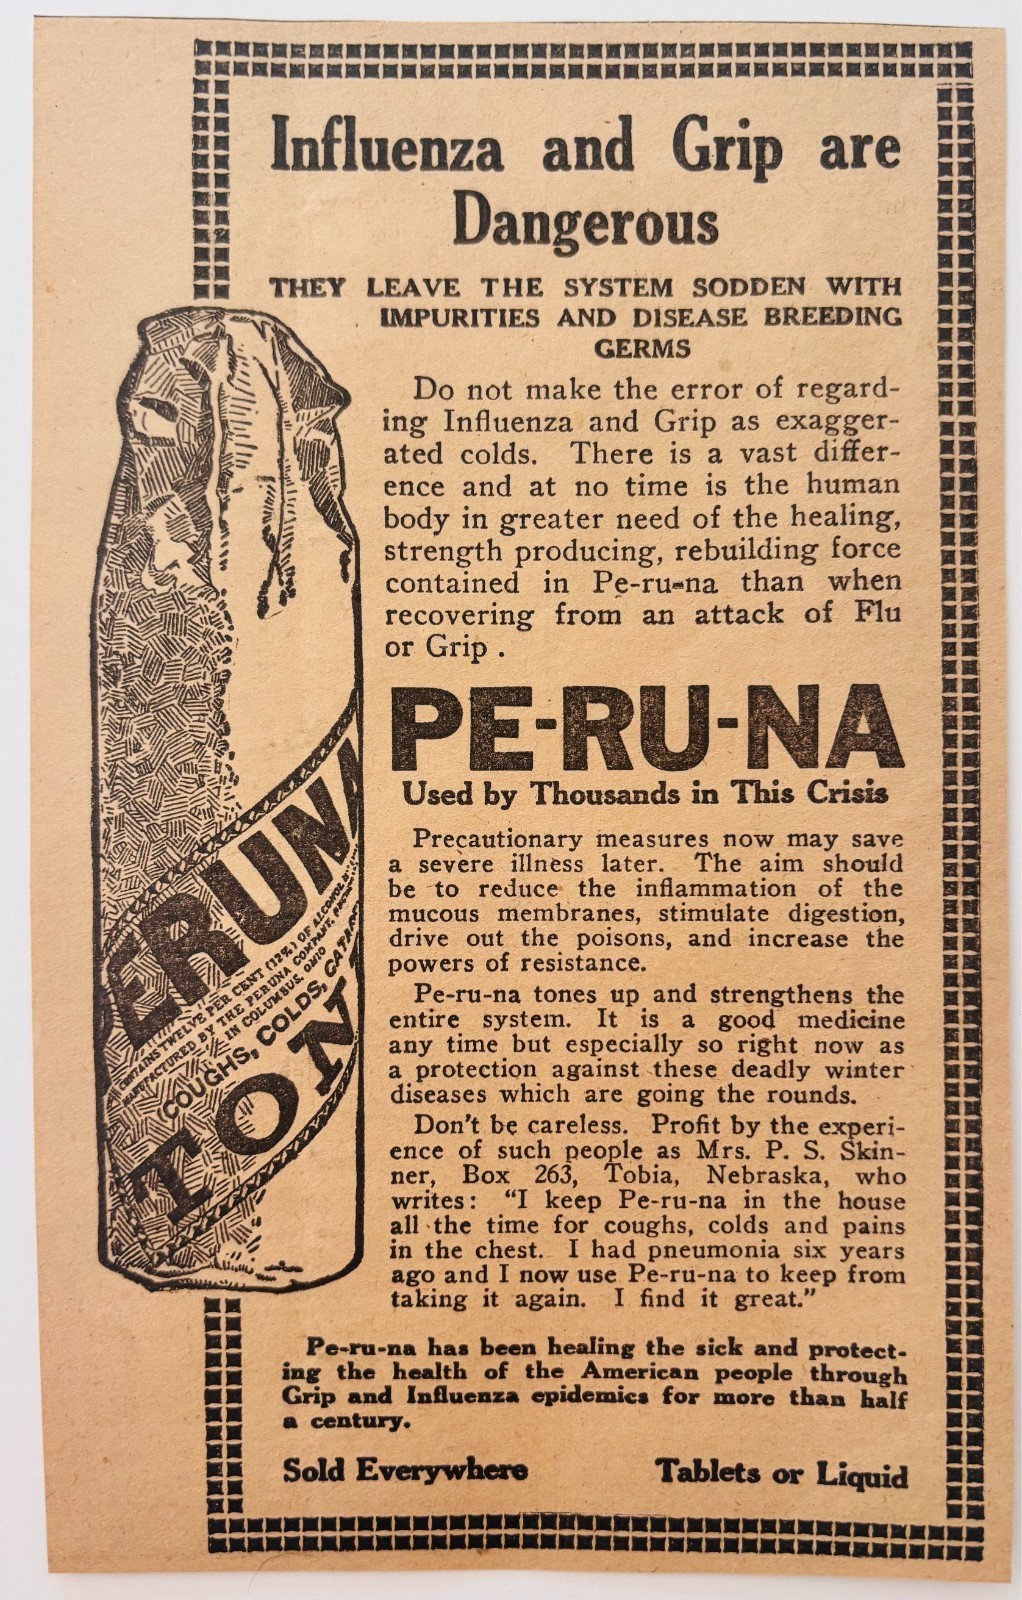 Influenza and Grip are
Dangerous
THEY LEAVE THE SYSTEM SODDEN WITH
IMPURITIES AND DISEASE BREEDING
GERMS
Do not make the error of regard-
ing Influenza and Grip as exagger-
ated colds. There is a vast differ-
ence and at no time is the human
body in greater need of the healing,
strength producing, rebuilding force
contained in Pe-ru-na than when
recovering from an attack of Flu
or Grip .
PE-RU-NA
Used by Thousands in This Crisis
Precautionary measures now may save
a severe illness later. The aim should
be to reduce the inflammation of the
mucous membranes, stimulate digestion,
drive out the poisons, and increase the
powers of resistance.
Pe-ru-na tones up and strengthens the
entire system. It is a good medicine
any time but especially so right now as
a protection against these deadly winter
diseases which are going the rounds.
Don't be careless. Profit by the experi-
ence of such people as Mrs. P. S. Skin-
ner, Box 263, Tobia, Nebraska, who
writes: "I keep Pe-ru-na in the house
all the time for coughs, colds and pains
in the chest. I had pneumonia six years
ago and I now use Pe-ru-na to keep from
taking it again. I find it great."
Pe-ru-na has been healing the sick and protect-
ing the health of the American people through
Grip and Influenza epidemics for more than half
a century.
Sold Everywhere Tablets or Liquid
PERUNA
CONTAINS TWELVE PER CENT (12%) OF ALCOHOL
MANUFACTURED BY THE PERUNA COMPANY,
IN COLUMBUS, OHIO
COUGHS, COLDS, CATA
TON